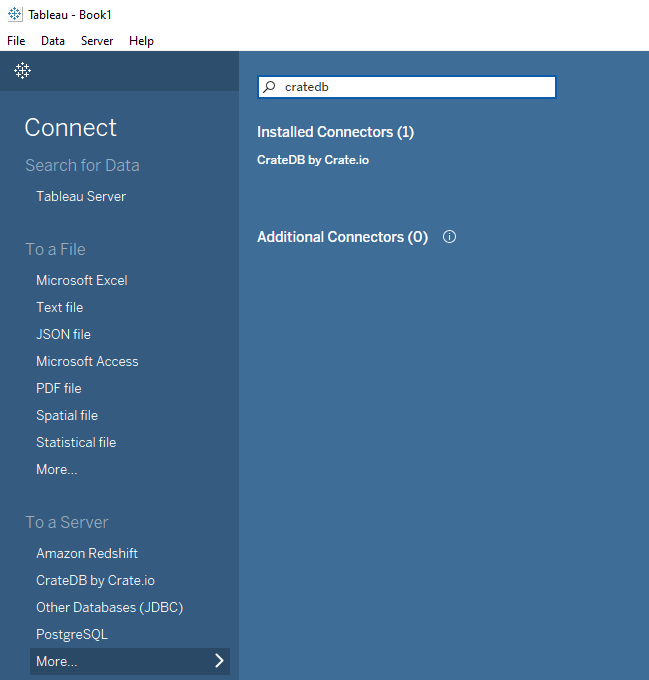 Tableau - Book1
File Data Server Help
Connect
Search for Data
Tableau Server
To a File
Microsoft Excel
Text file
JSON file
Microsoft Access
PDF file
Spatial file
Statistical file
More...
To a Server
Amazon Redshift
CrateDB by Crate.io
Other Databases (JDBC)
PostgreSQL
More...
cratedb
Installed Connectors (1)
CrateDB by Crate.io
Additional Connectors (0)